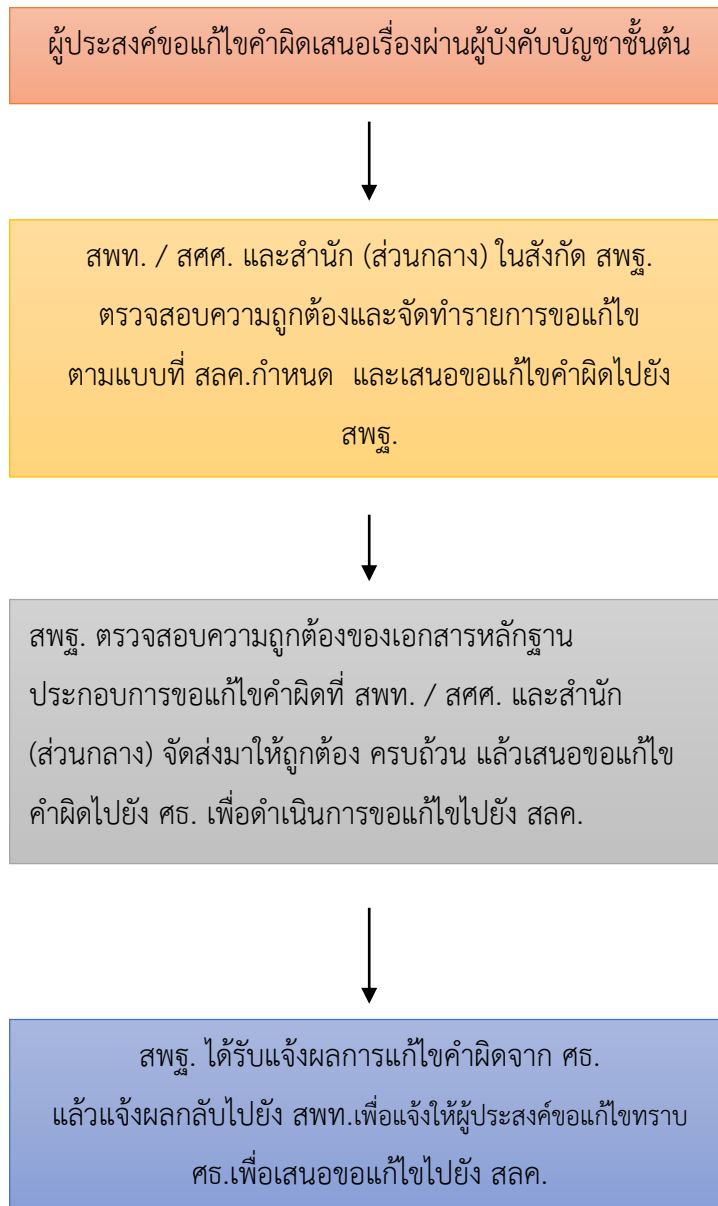 ผู้ประสงค์ขอแก้ไขคำผิดเสนอเรื่องผ่านผู้บังคับบัญชาชั้นต้น
สพท. / สศศ. และสำนัก (ส่วนกลาง) ในสังกัด สพฐ.
ตรวจสอบความถูกต้องและจัดทำรายการขอแก้ไข
ตามแบบที่ สลค.กำหนด และเสนอขอแก้ไขคำผิดไปยัง
สพฐ.
สพฐ. ตรวจสอบความถูกต้องของเอกสารหลักฐาน
ประกอบการขอแก้ไขคำผิดที่ สพท. / สศศ. และสำนัก
(ส่วนกลาง) จัดส่งมาให้ถูกต้อง ครบถ้วน แล้วเสนอขอแก้ไข
คำผิดไปยัง ศธ. เพื่อดำเนินการขอแก้ไขไปยัง สลค.
สพฐ. ได้รับแจ้งผลการแก้ไขคำผิดจาก ศธ.
แล้วแจ้งผลกลับไปยัง สพท.เพื่อแจ้งให้ผู้ประสงค์ขอแก้ไขทราบ
ศธ.เพื่อเสนอขอแก้ไขไปยัง สลค.